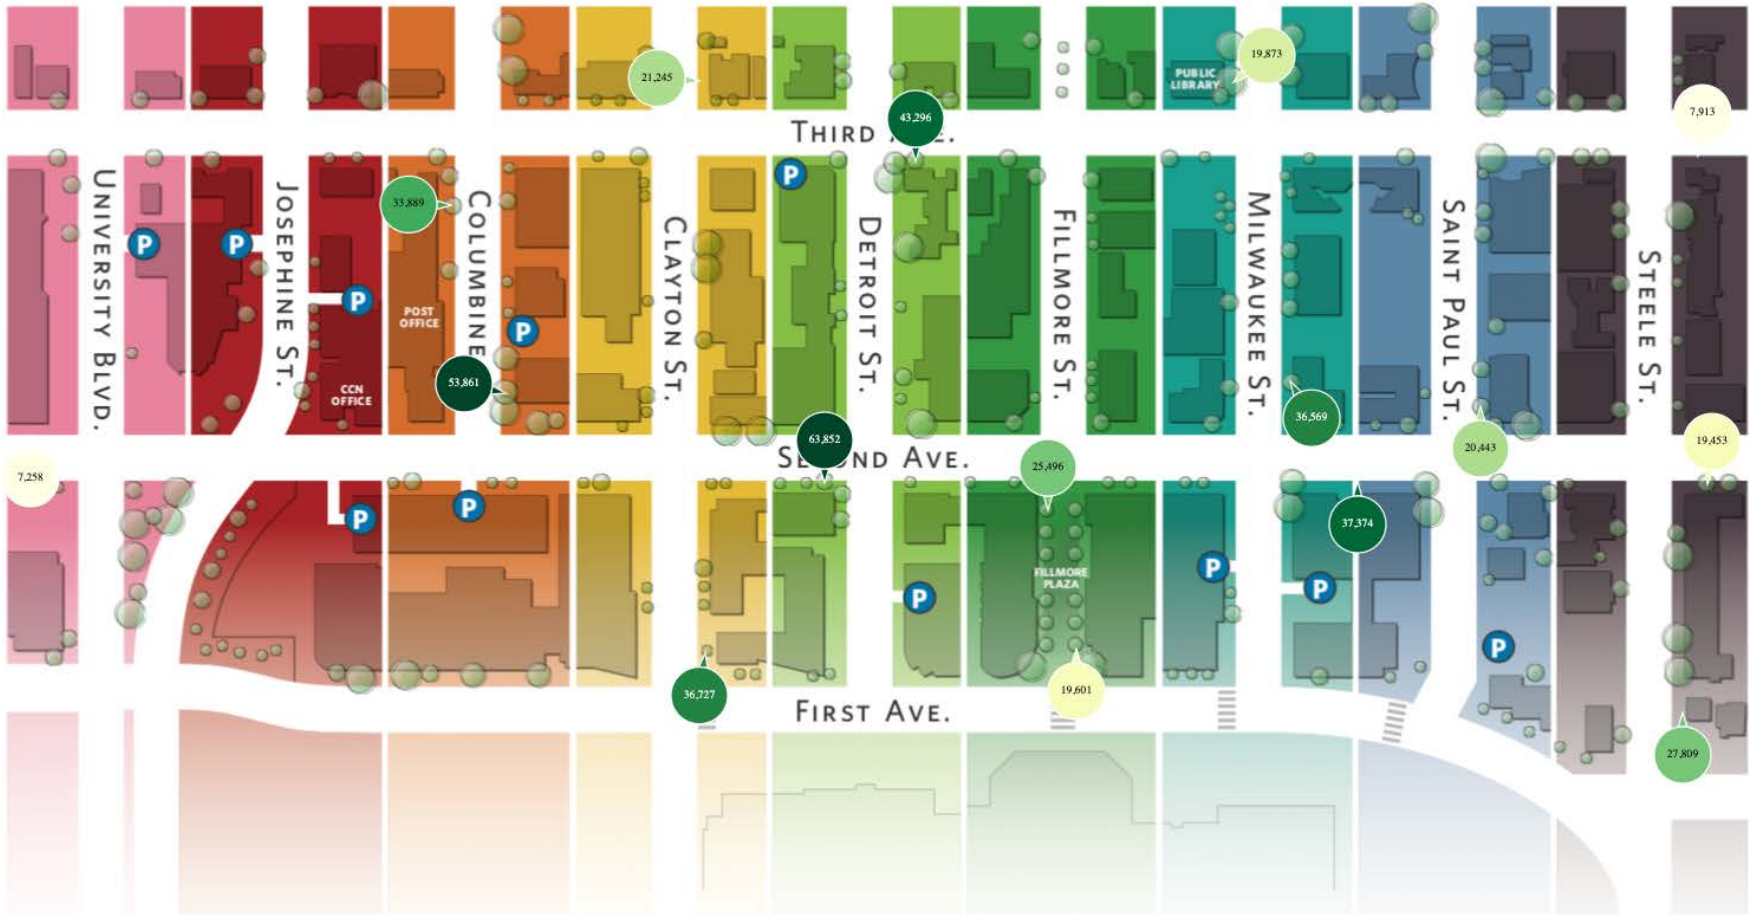 21,245
PUBLIC
LIBRARY
19,873
43,296
7,913
THIRD AVE.
P
UNIVERSITY BLVD.
P
P
JOSEPHINE ST.
P
33,889
POST
OFFICE
CCN
OFFICE
COLUMBINE
53,861
P
CLAYTON ST.
DETROIT ST.
FILLMORE ST.
MILWAUKEE ST.
36,569
SAINT PAUL ST.
STEELE ST.
7,258
63,852
SECOND AVE.
25,496
20,443
19,453
P
P
37,374
FILLMORE
PLAZA
P
P
P
P
36,727
19,601
FIRST AVE.
27,809